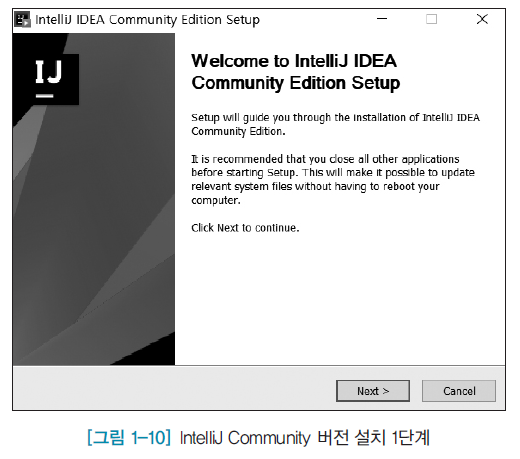 IntelliJ IDEA Community Edition Setup
IJ
Welcome to IntelliJ IDEA
Community Edition Setup
Setup will guide you through the installation of IntelliJ IDEA
Community Edition.
It is recommended that you close all other applications
before starting Setup. This will make it possible to update
relevant system files without having to reboot your
computer.
Click Next to continue.
Next >
Cancel
[그림 1-10] IntelliJ Community 버전 설치 1단계